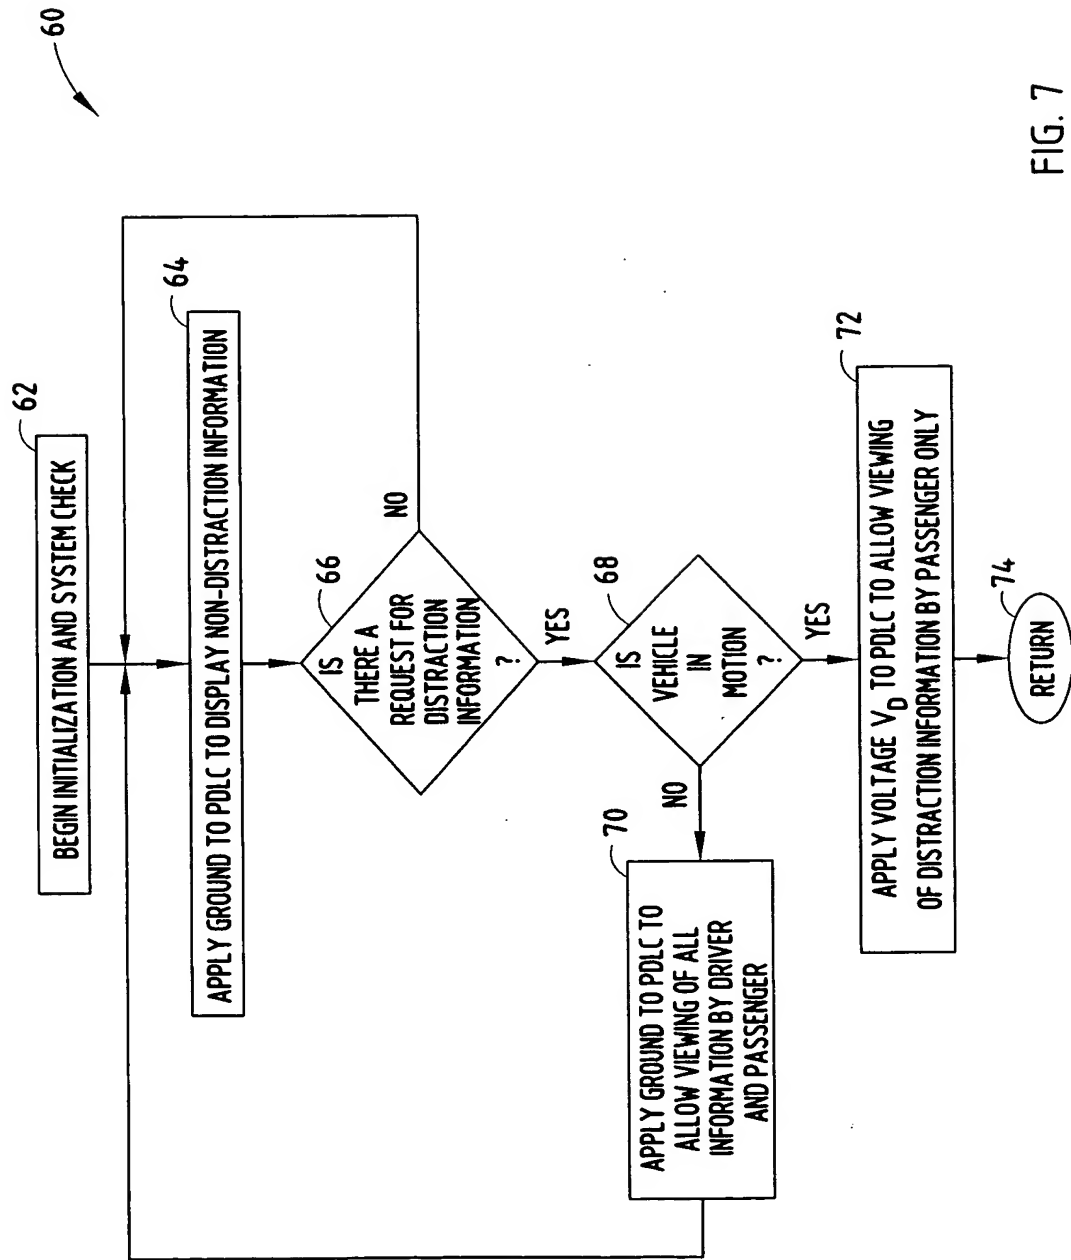 60
62
BEGIN INITIALIZATION AND SYSTEM CHECK
64
APPLY GROUND TO PDLC TO DISPLAY NON-DISTRACTION INFORMATION
66
IS
THERE A
REQUEST FOR
DISTRACTION
INFORMATION
?
NO
YES
68
IS
VEHICLE
IN
MOTION
?
NO
YES
70
APPLY GROUND TO PDLC TO
ALLOW VIEWING OF ALL
INFORMATION BY DRIVER
AND PASSENGER
72
APPLY VOLTAGE V_D TO PDLC TO ALLOW VIEWING
OF DISTRACTION INFORMATION BY PASSENGER ONLY
74
RETURN
FIG. 7